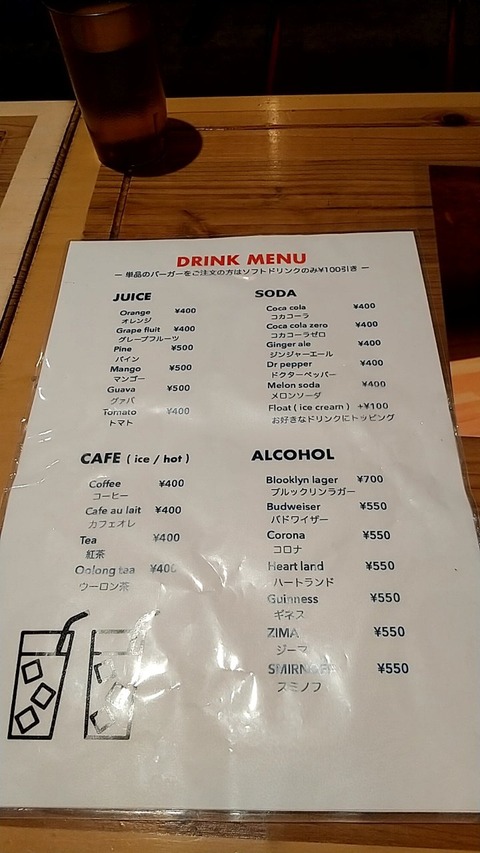 DRINK MENU
ー 単品のバーガーをご注文の方はソフトドリンクのみ¥100引き ー
JUICE
Orange ¥400
オレンジ
Grape fluit ¥400
グレープフルーツ
Pine ¥500
パイン
Mango ¥500
マンゴー
Guava ¥500
グァバ
Tomato ¥400
トマト
SODA
Coca cola ¥400
コカコーラ
Coca cola zero ¥400
コカコーラゼロ
Ginger ale ¥400
ジンジャーエール
Dr pepper ¥400
ドクターペッパー
Melon soda ¥400
メロンソーダ
Float ( ice cream ) +¥100
お好きなドリンクにトッピング
CAFE ( ice / hot )
Coffee ¥400
コーヒー
Cafe au lait ¥400
カフェオレ
Tea ¥400
紅茶
Oolong tea ¥400
ウーロン茶
ALCOHOL
Blooklyn lager ¥700
ブルックリンラガー
Budweiser ¥550
バドワイザー
Corona ¥550
コロナ
Heart land ¥550
ハートランド
Guinness ¥550
ギネス
ZIMA ¥550
ジーマ
¥550
スミノフ